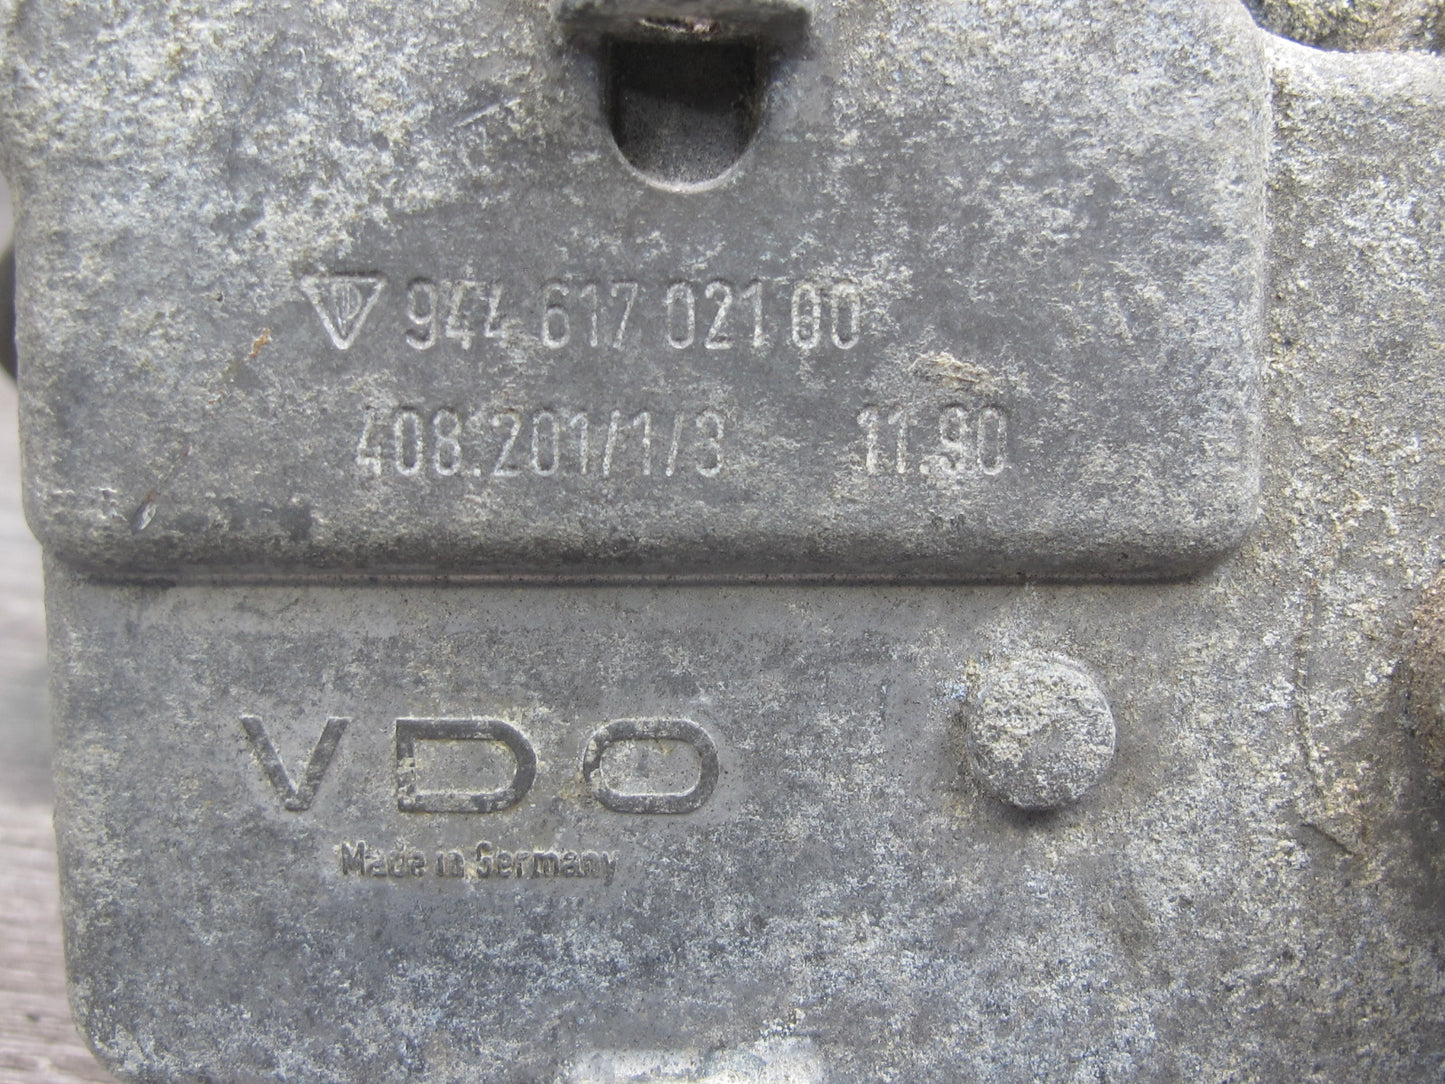 944 617 021 00
408.201/1/3 11.90
VDO
Made in Germany